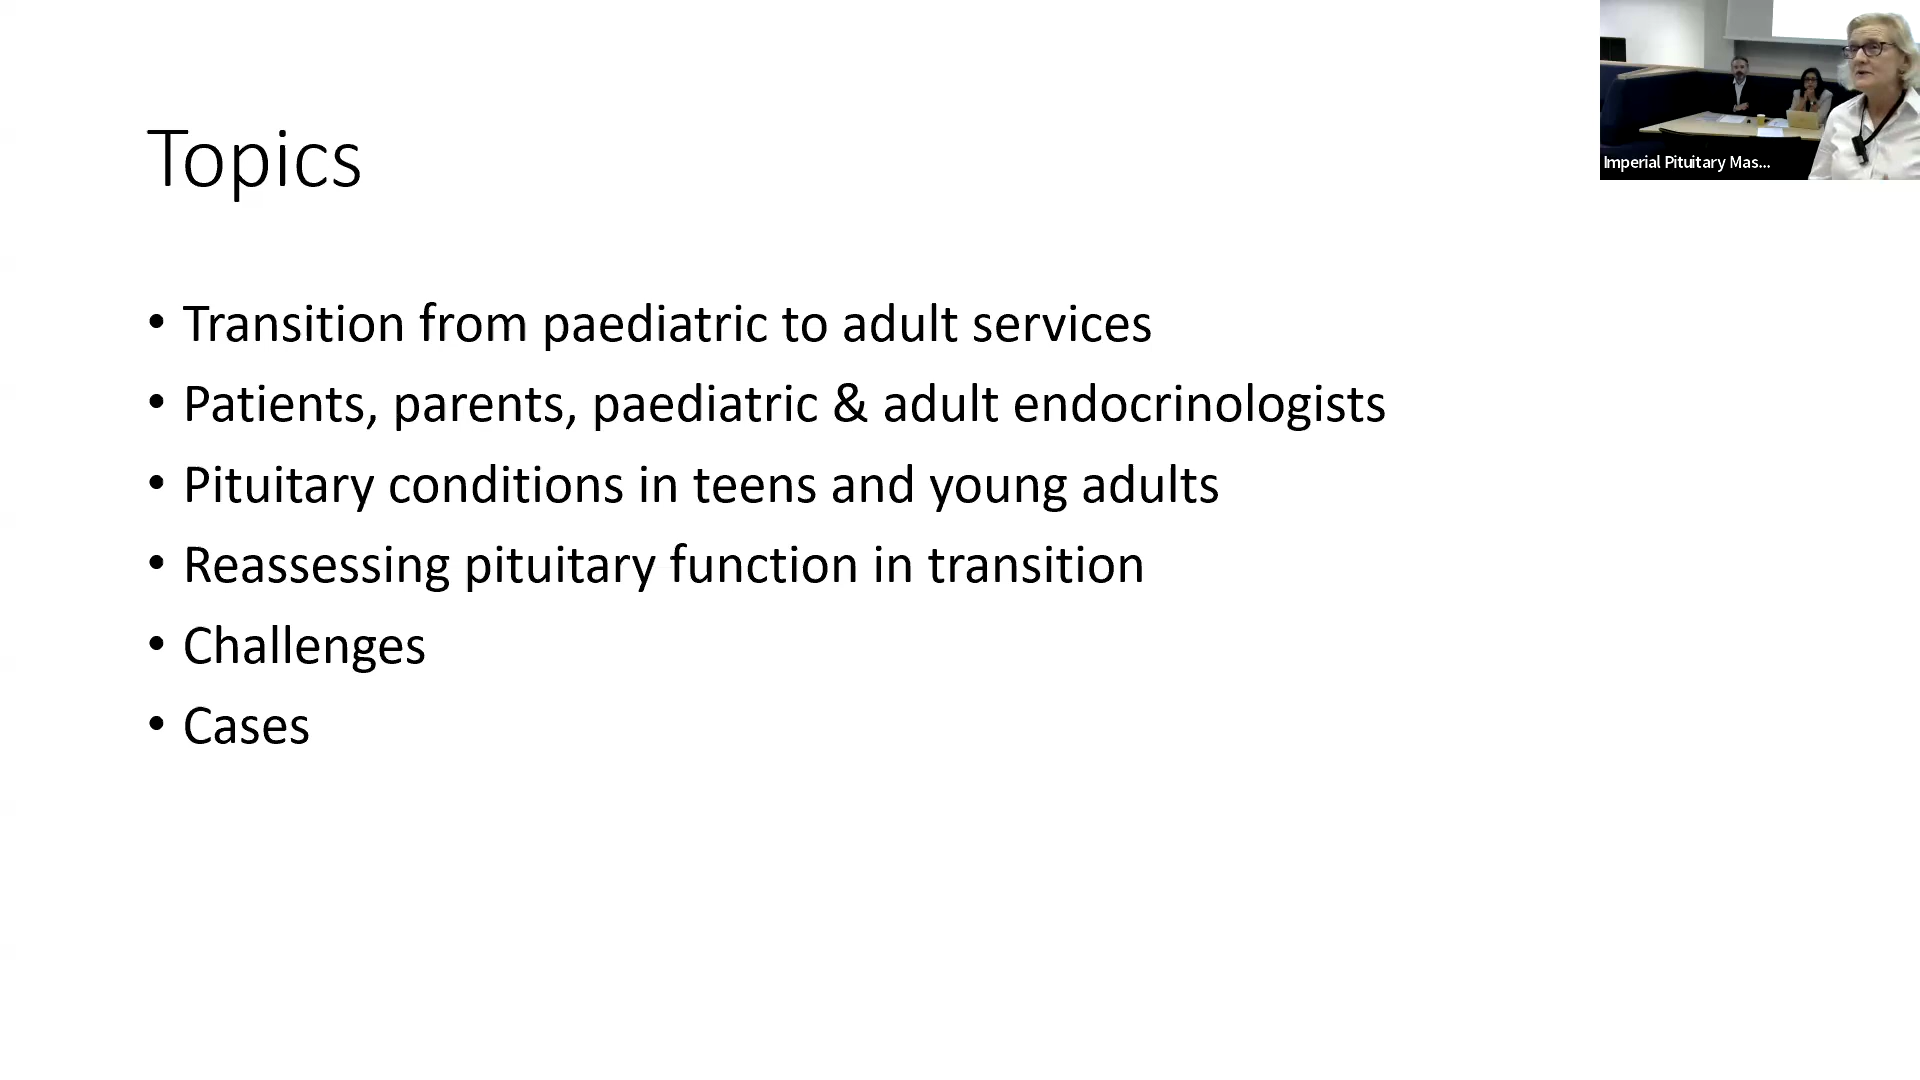 Topics
• Transition from paediatric to adult services
• Patients, parents, paediatric & adult endocrinologists
• Pituitary conditions in teens and young adults
• Reassessing pituitary function in transition
• Challenges
• Cases
Imperial Pituitary Mas...